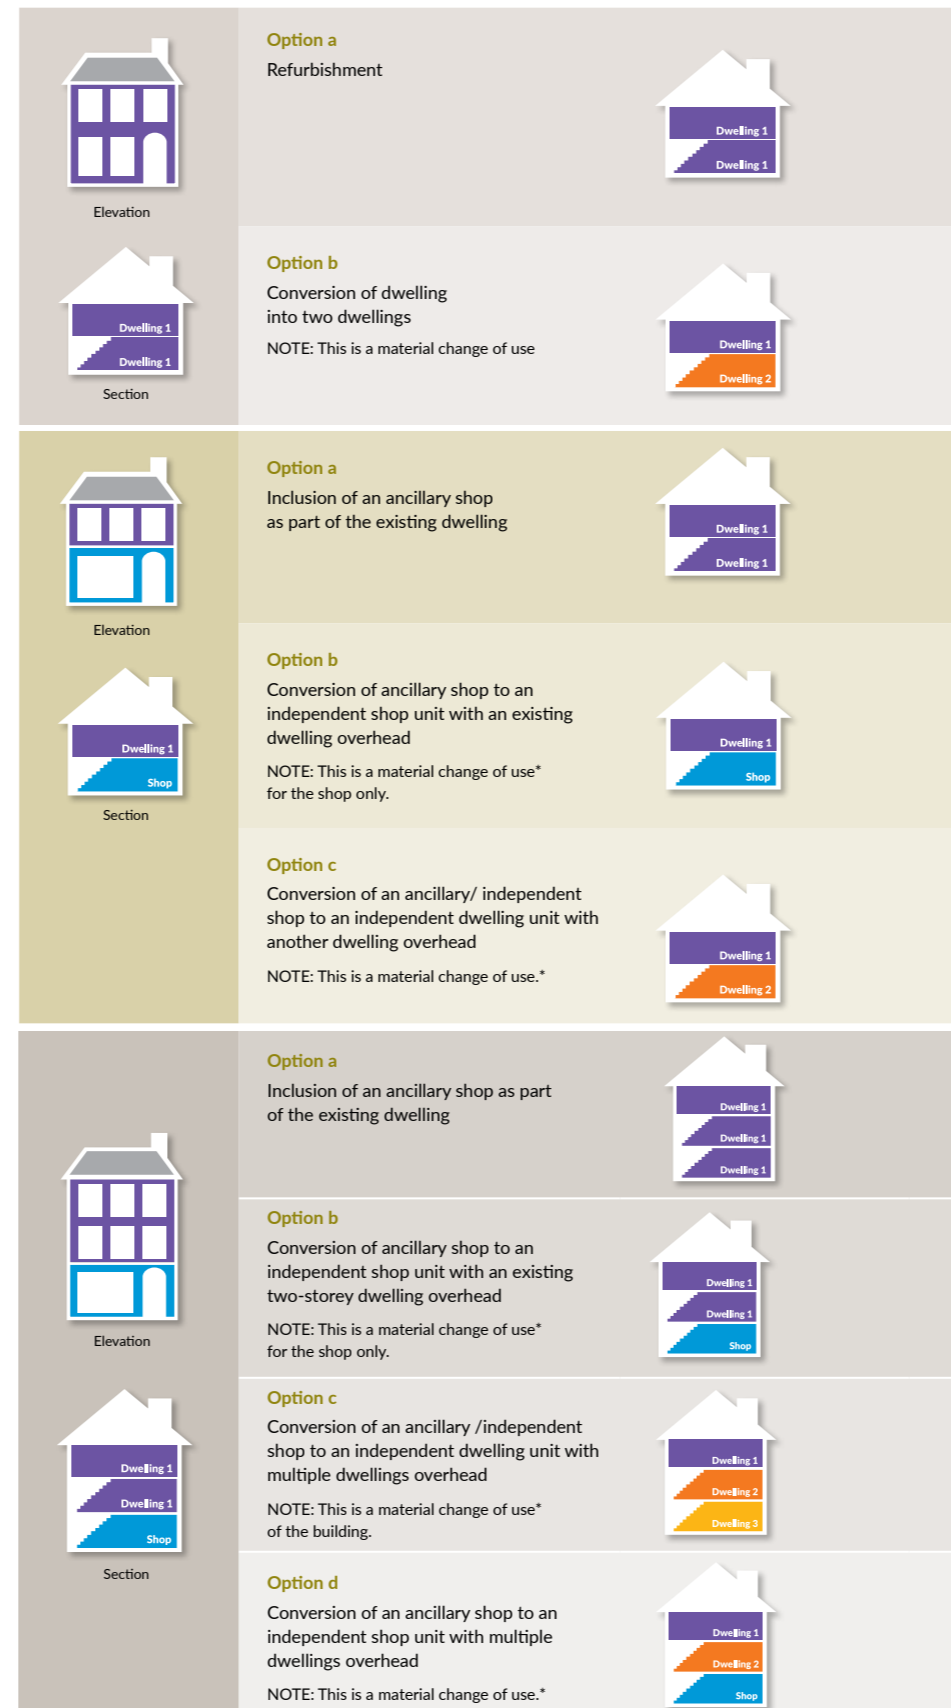 Option a
Refurbishment
Dwelling 1
Dwelling 1
Elevation
Dwelling 1
Dwelling 1
Section
Option b
Conversion of dwelling
into two dwellings
NOTE: This is a material change of use
Dwelling 1
Dwelling 2
Elevation
Dwelling 1
Shop
Section
Option a
Inclusion of an ancillary shop
as part of the existing dwelling
Dwelling 1
Dwelling 1
Option b
Conversion of ancillary shop to an
independent shop unit with an existing
dwelling overhead
NOTE: This is a material change of use*
for the shop only.
Dwelling 1
Shop
Option c
Conversion of an ancillary/ independent
shop to an independent dwelling unit with
another dwelling overhead
NOTE: This is a material change of use.*
Dwelling 1
Dwelling 2
Elevation
Dwelling 1
Dwelling 1
Shop
Section
Option a
Inclusion of an ancillary shop as part
of the existing dwelling
Dwelling 1
Dwelling 1
Dwelling 1
Option b
Conversion of ancillary shop to an
independent shop unit with an existing
two-storey dwelling overhead
NOTE: This is a material change of use*
for the shop only.
Dwelling 1
Dwelling 1
Shop
Option c
Conversion of an ancillary /independent
shop to an independent dwelling unit with
multiple dwellings overhead
NOTE: This is a material change of use*
of the building.
Dwelling 1
Dwelling 2
Dwelling 3
Option d
Conversion of an ancillary shop to an
independent shop unit with multiple
dwellings overhead
NOTE: This is a material change of use.*
Dwelling 1
Dwelling 2
Shop